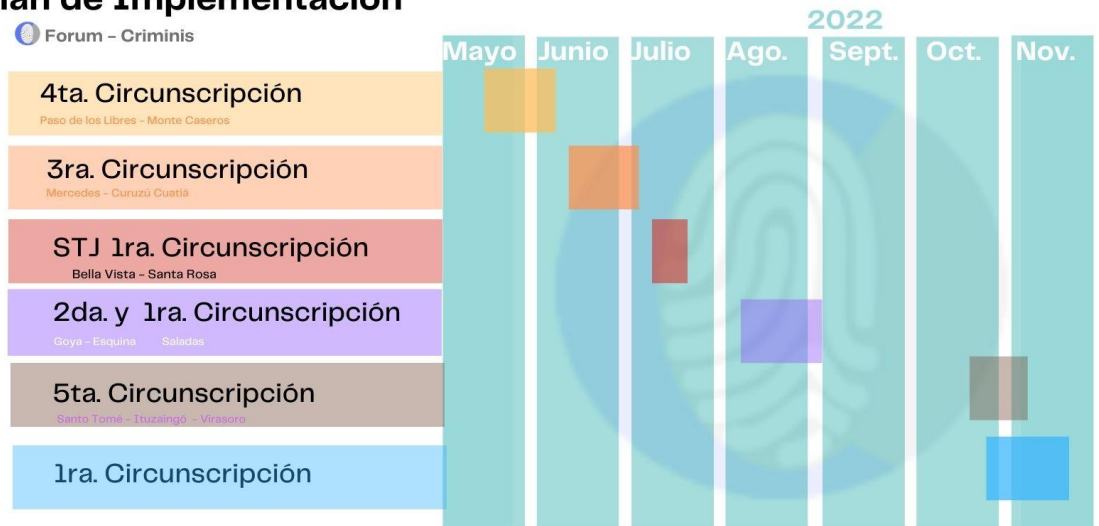 de Implementación
2022
Forum - Criminis
Mayo Junio Julio Ago. Sept. Oct. Nov.
4ta. Circunscripción
Paso de los Libres - Monte Caseros
3ra. Circunscripción
Mercedes - Curuzú Cuatiá
STJ 1ra. Circunscripción
Bella Vista - Santa Rosa
2da. y 1ra. Circunscripción
Goya - Esquina Saladas
5ta. Circunscripción
Santo Tomé - Ituzaingó - Virasoro
1ra. Circunscripción